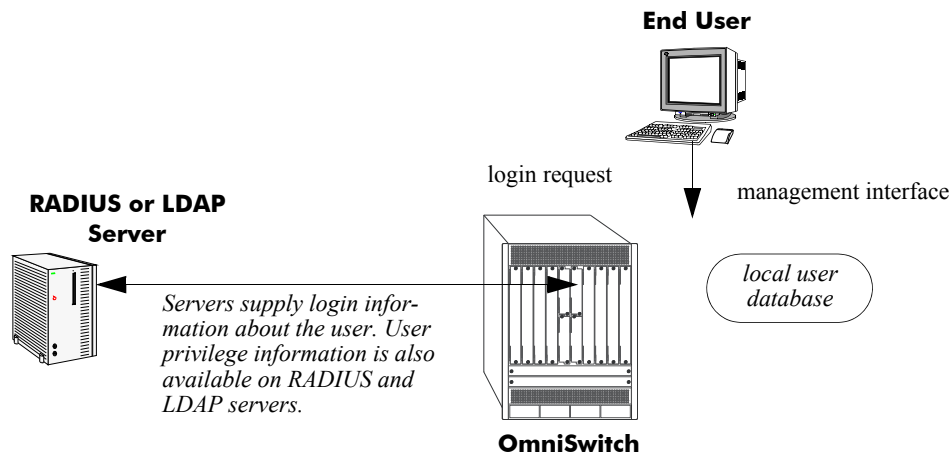 End User
login request
management interface
RADIUS or LDAP
Server
local user
database
Servers supply login infor-
mation about the user. User
privilege information is also
available on RADIUS and
LDAP servers.
OmniSwitch